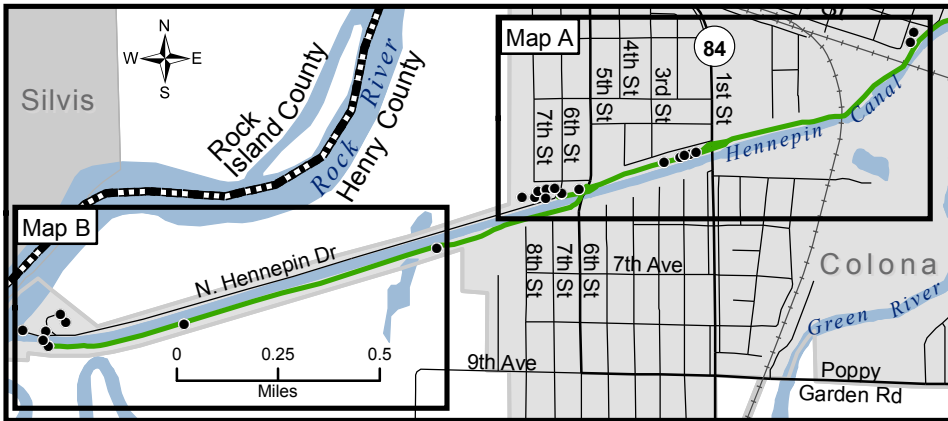 Map A
84
St
N
W E
S
Silvis
Rock
Island County
Rock River
Henry County
4th St
5th St
3rd St
1st St
6th St
7th St
Hennepin Canal
Map B
N. Hennepin Dr
8th St
7th St
6th St
7th Ave
Colona
Green River
0 0.25 0.5
Miles
9th Ave
Poppy
Garden Rd